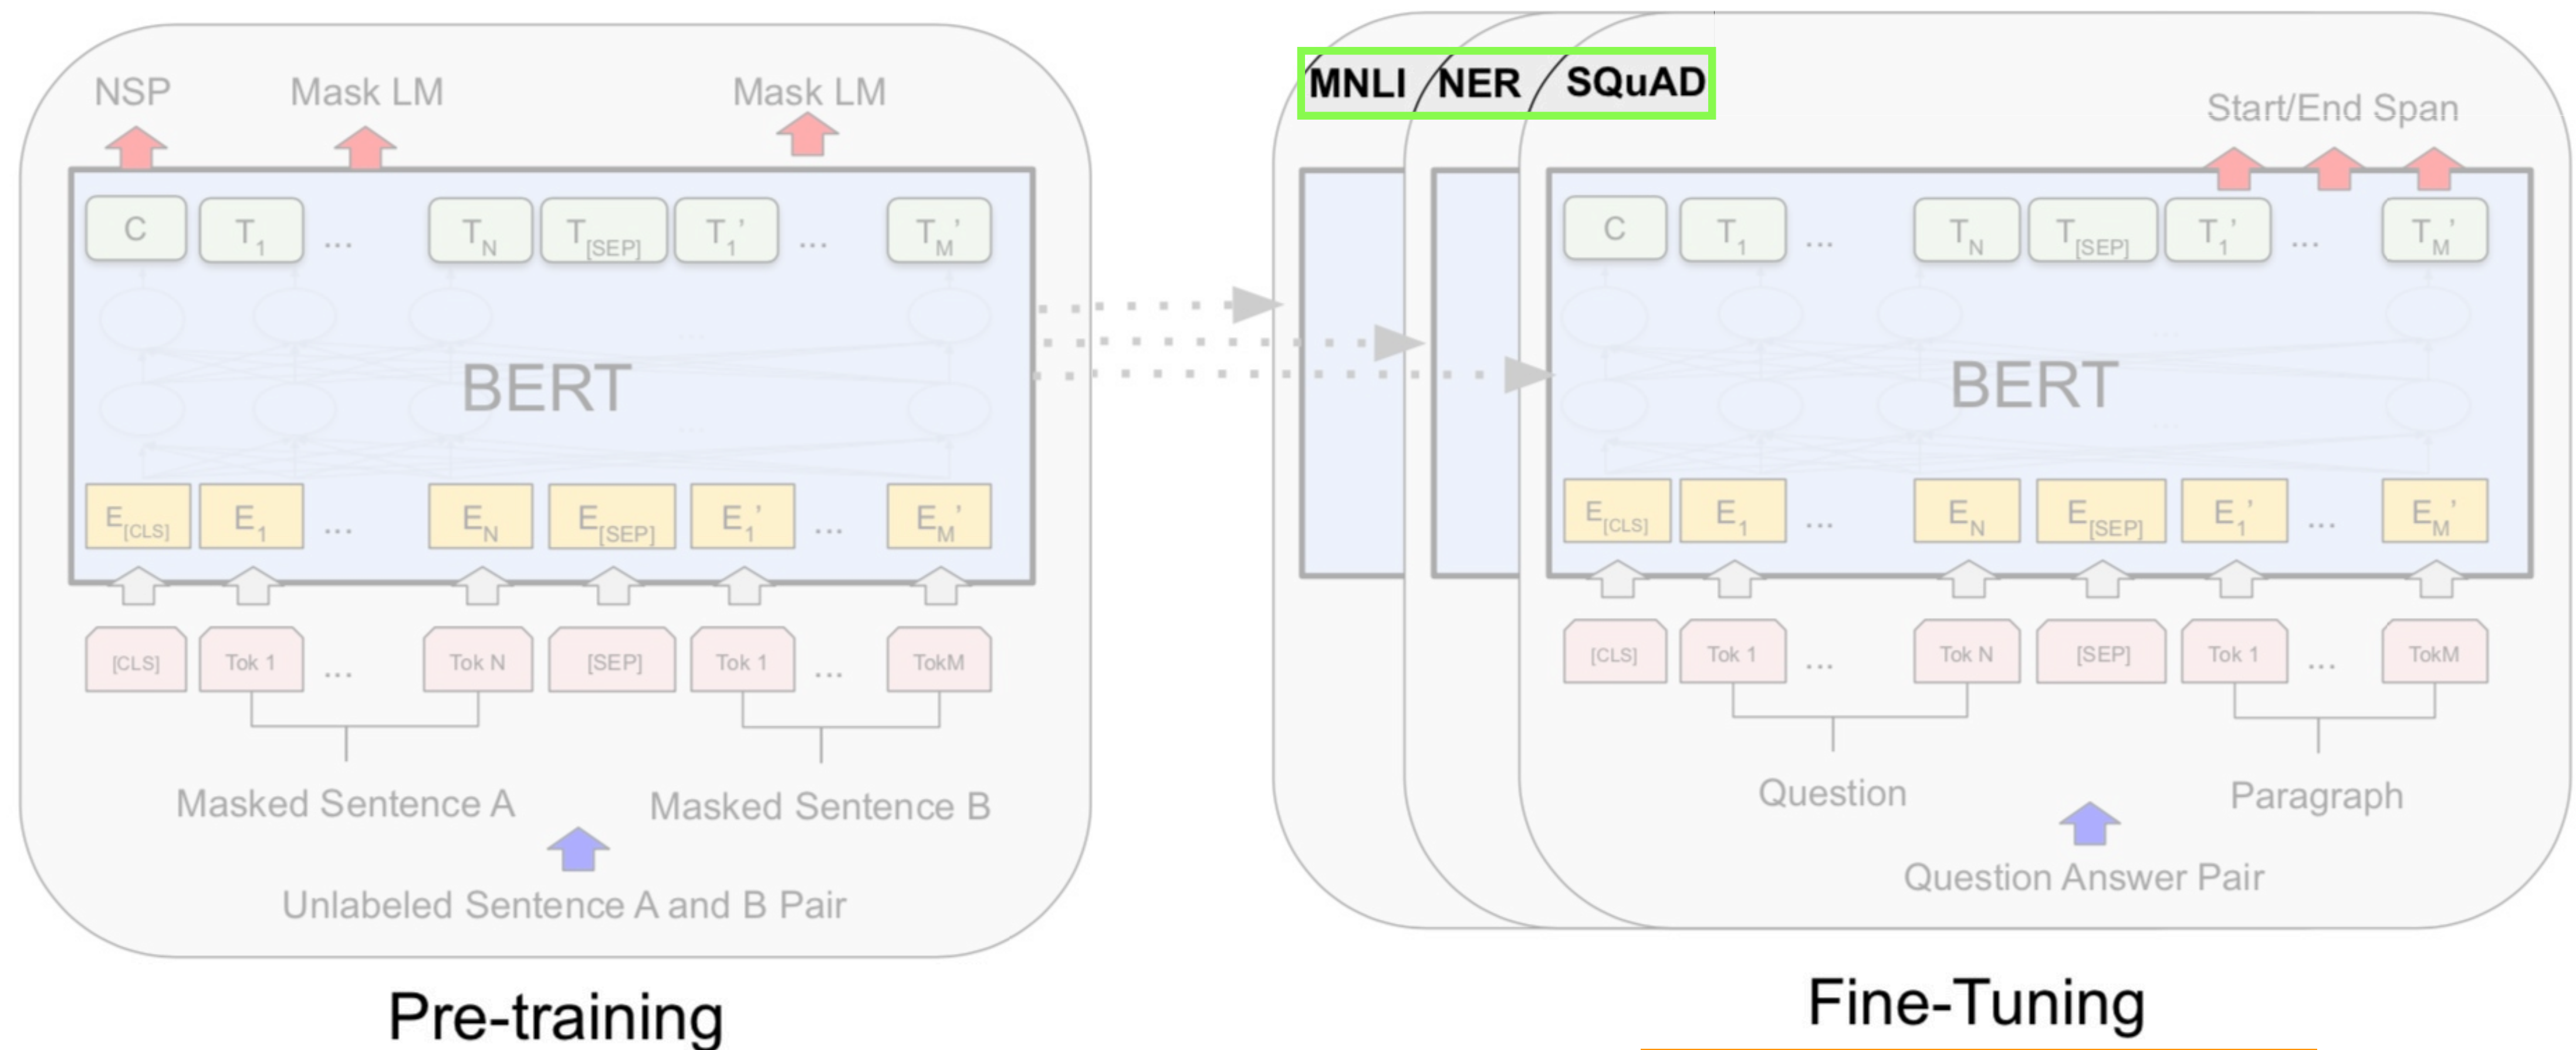 NSP Mask LM Mask LM
C T1 ... TN T[SEP] T1' ... TM'
BERT
E[CLS] E1 ... EN E[SEP] E1' ... EM'
[CLS] Tok 1 ... Tok N [SEP] Tok 1 ... TokM
Masked Sentence A Masked Sentence B
Unlabeled Sentence A and B Pair
Pre-training
MNLI NER SQuAD
Start/End Span
C T1 ... TN T[SEP] T1' ... TM'
BERT
E[CLS] E1 ... EN E[SEP] E1' ... EM'
[CLS] Tok 1 ... Tok N [SEP] Tok 1 ... TokM
Question Paragraph
Question Answer Pair
Fine-Tuning